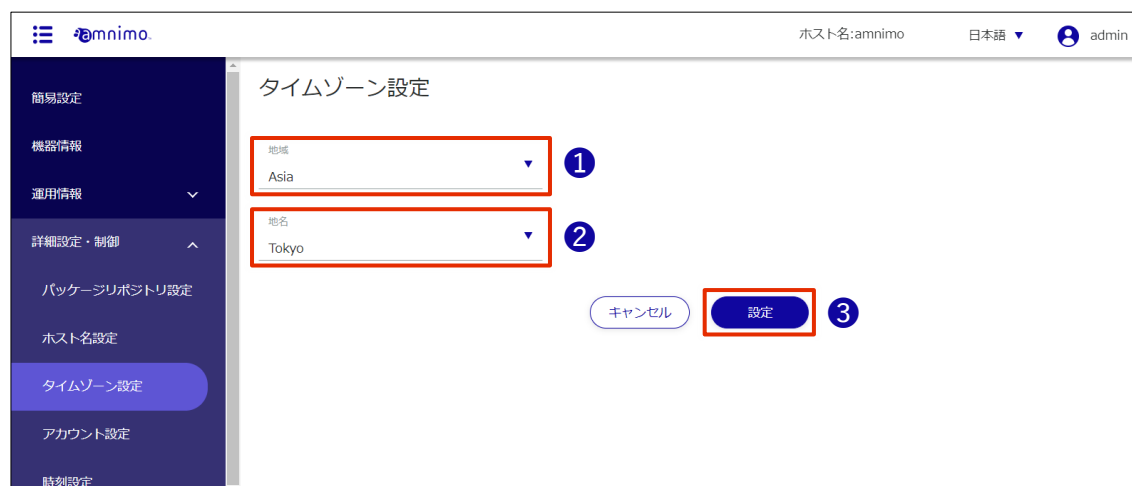 amnimo
ホスト名:amnimo
日本語 ▼
admin
簡易設定
機器情報
運用情報
詳細設定・制御
パッケージリポジトリ設定
ホスト名設定
タイムゾーン設定
アカウント設定
時刻設定
タイムゾーン設定
地域
Asia
1
地名
Tokyo
2
キャンセル
設定
3